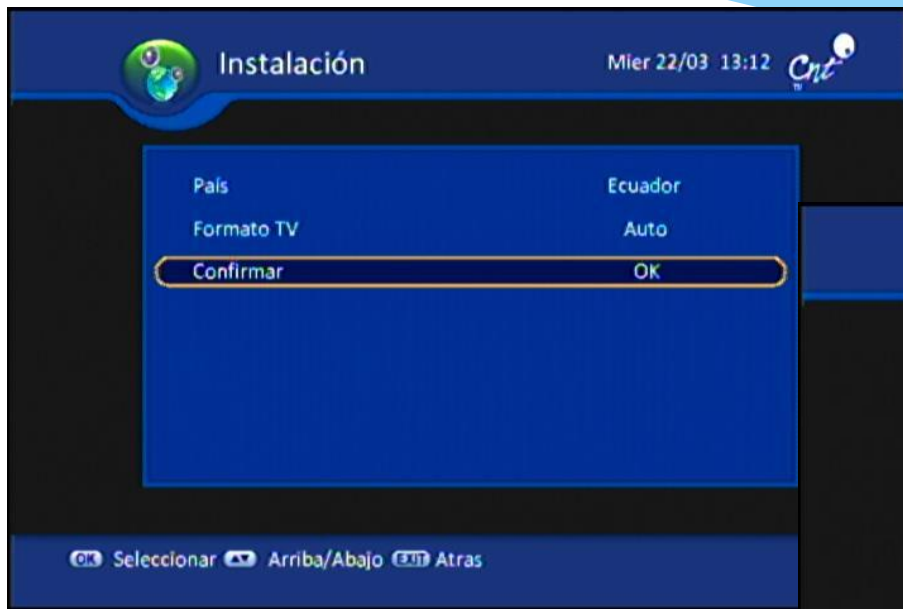 Instalación
Mier 22/03 13:12
Cnt
TV
País Ecuador
Formato TV Auto
Confirmar OK
OK Seleccionar Arriba/Abajo EXIT Atras